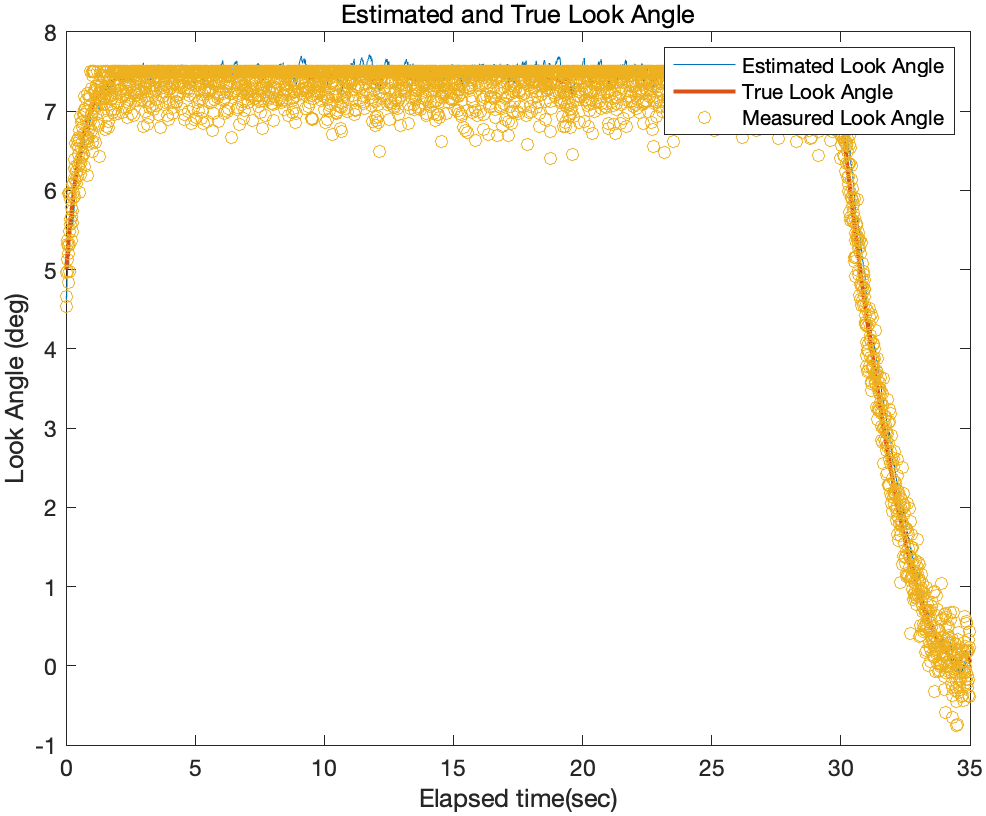 Estimated and True Look Angle
8
7
6
5
4
3
2
1
0
-1
Look Angle (deg)
Estimated Look Angle
True Look Angle
Measured Look Angle
0 5 10 15 20 25 30 35
Elapsed time(sec)